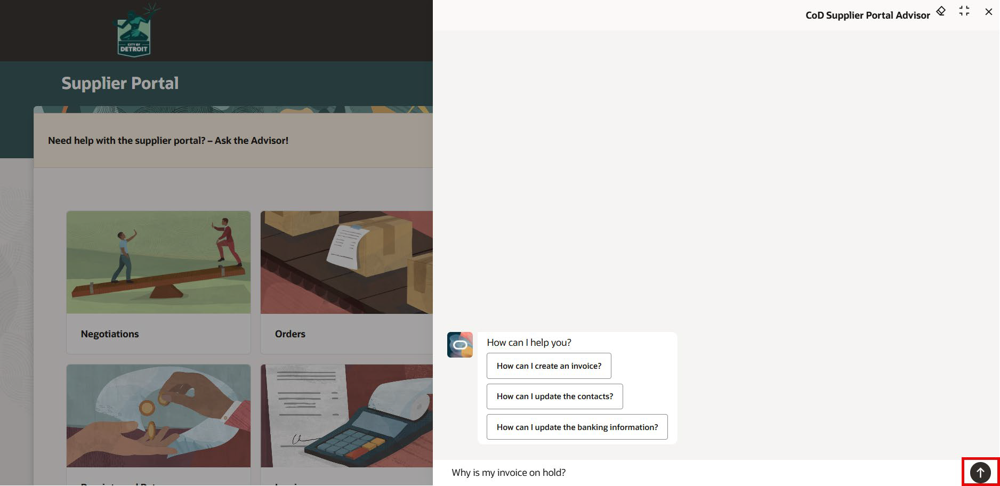 CITY OF
DETROIT
CoD Supplier Portal Advisor
Supplier Portal
Need help with the supplier portal? – Ask the Advisor!
Negotiations
Orders
How can I help you?
How can I create an invoice?
How can I update the contacts?
How can I update the banking information?
Why is my invoice on hold?